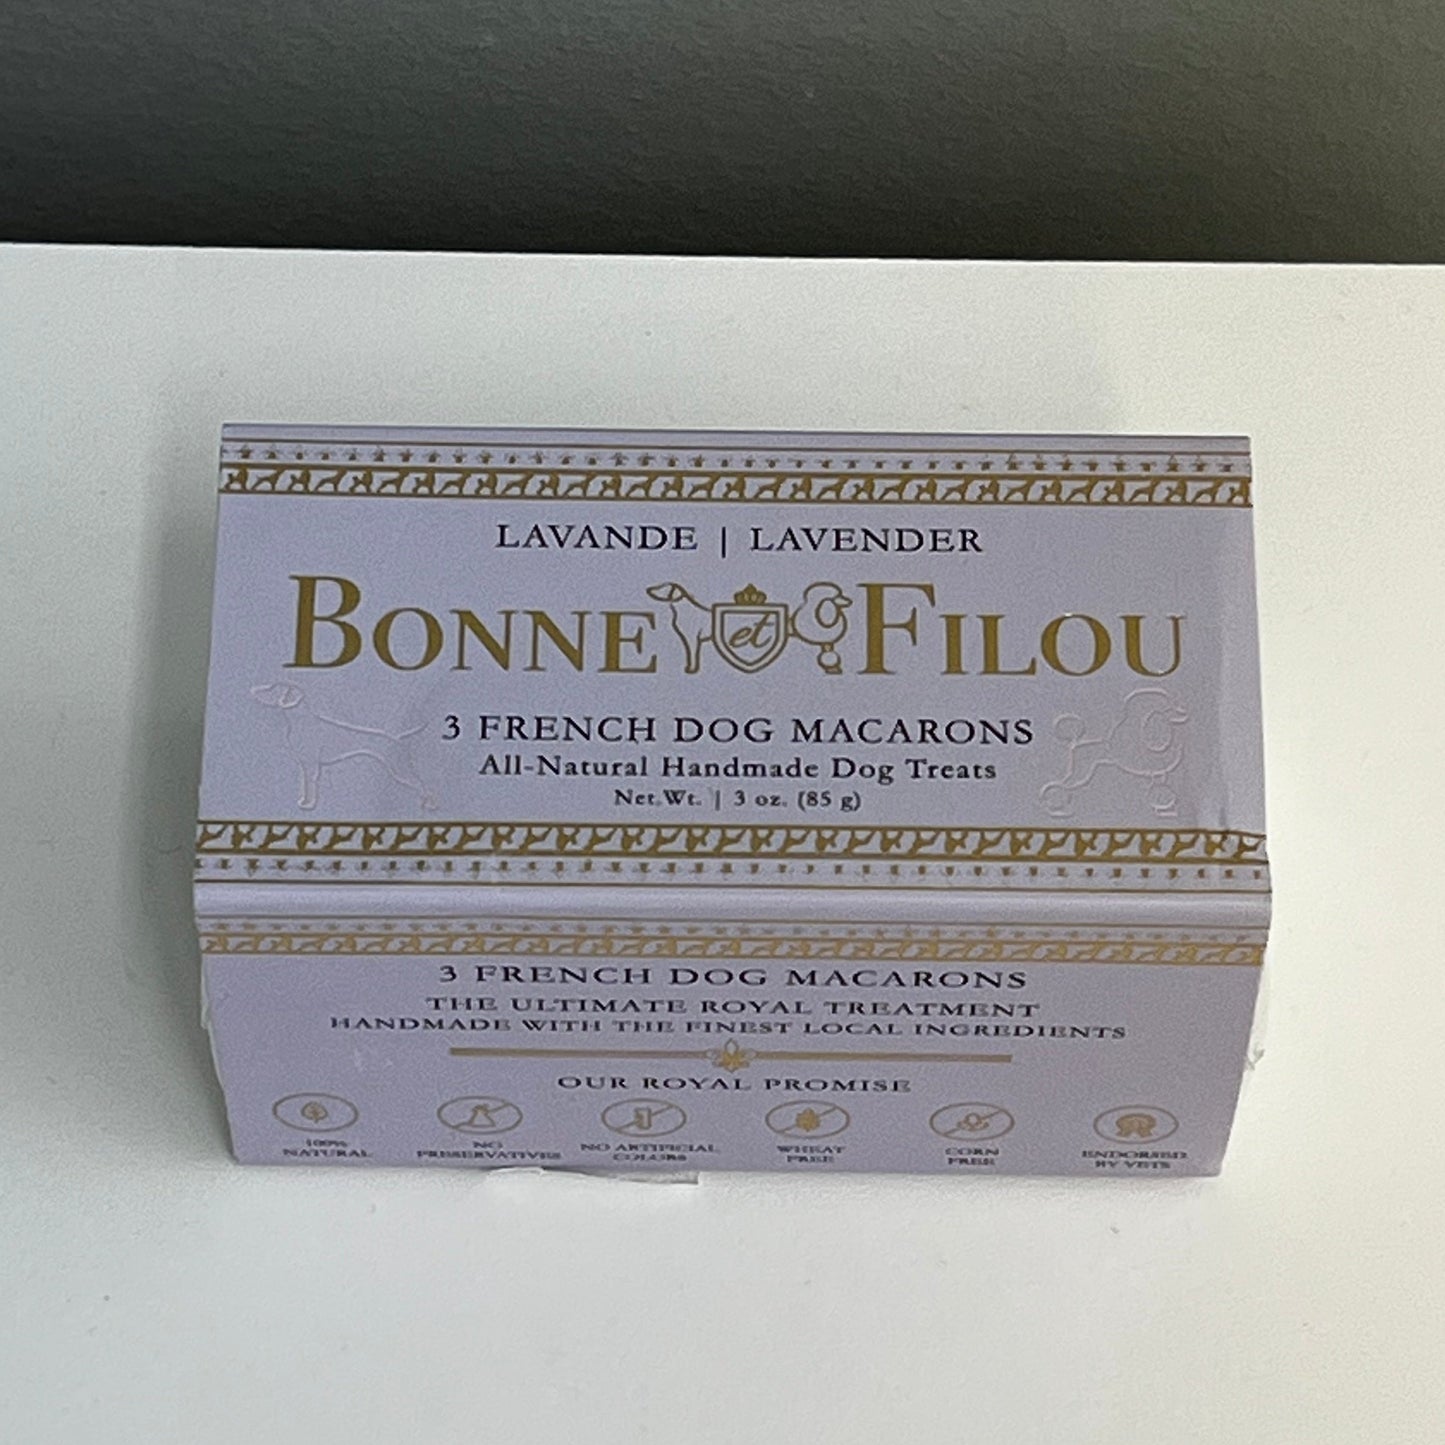 LAVANDE | LAVENDER
BONNE et FILOU
3 FRENCH DOG MACARONS
All-Natural Handmade Dog Treats
Net.Wt. | 3 oz. (85 g)
3 FRENCH DOG MACARONS
THE ULTIMATE ROYAL TREATMENT
HANDMADE WITH THE FINEST LOCAL INGREDIENTS
OUR ROYAL PROMISE
100%
NATURAL
NO
PRESERVATIVES
NO ARTIFICIAL
COLORS
WHEAT
FREE
CORN
FREE
ENDORSED
BY VETS